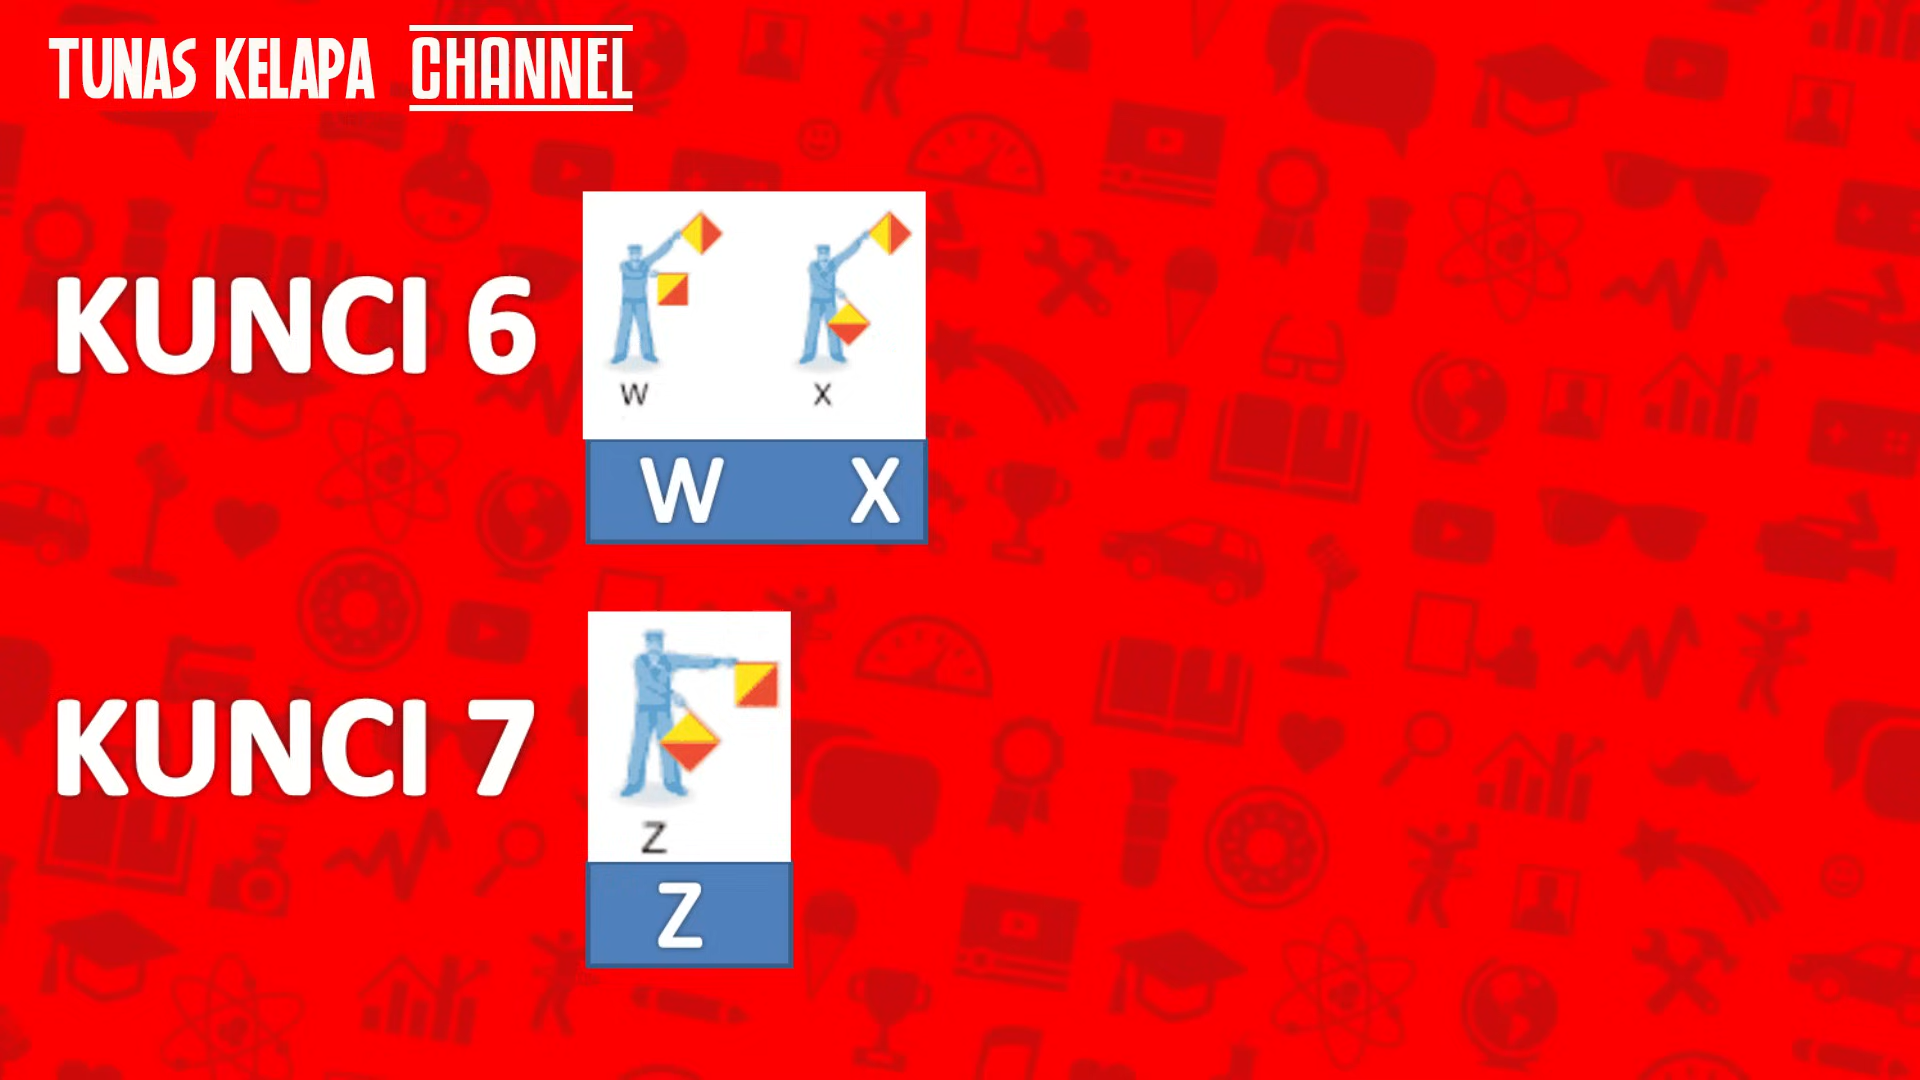 TUNAS KELAPA CHANNEL
KUNCI 6
W X
W X
KUNCI 7
Z
Z